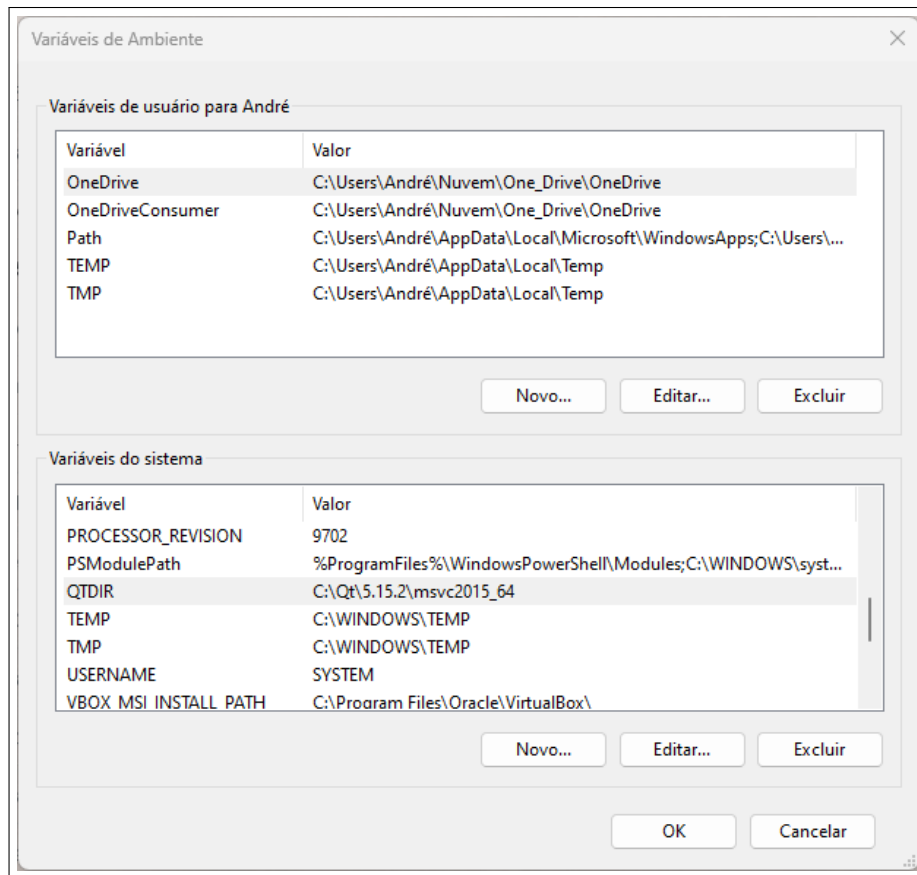 Variáveis de Ambiente
Variáveis de usuário para André
Variável Valor
OneDrive C:\Users\André\Nuvem\One_Drive\OneDrive
OneDriveConsumer C:\Users\André\Nuvem\One_Drive\OneDrive
Path C:\Users\André\AppData\Local\Microsoft\WindowsApps;C:\Users\...
TEMP C:\Users\André\AppData\Local\Temp
TMP C:\Users\André\AppData\Local\Temp
Novo... Editar... Excluir
Variáveis do sistema
Variável Valor
PROCESSOR_REVISION 9702
PSModulePath %ProgramFiles%\WindowsPowerShell\Modules;C:\WINDOWS\syst...
QTDIR C:\Qt\5.15.2\msvc2015_64
TEMP C:\WINDOWS\TEMP
TMP C:\WINDOWS\TEMP
USERNAME SYSTEM
VBOX_MSI_INSTALL_PATH C:\Program Files\Oracle\VirtualBox\
Novo... Editar... Excluir
OK Cancelar